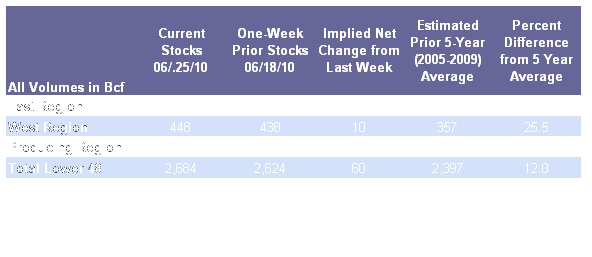 All Volumes in Bcf
Current Stocks 06/.25/10
One-Week Prior Stocks 06/18/10
Implied Net Change from Last Week
Estimated Prior 5-Year (2005-2009) Average
Percent Difference from 5 Year Average
East Region
West Region 448 438 10 357 25.5
Producing Region
Total Lower 48 2,684 2,624 60 2,397 12.0